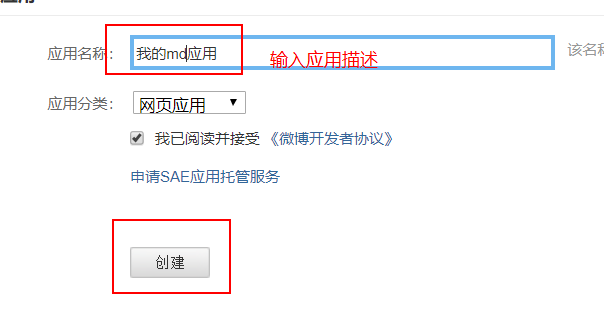 应用名称： 我的md应用 输入应用描述 该名称
应用分类： 网页应用
我已阅读并接受 《微博开发者协议》
申请SAE应用托管服务
创建